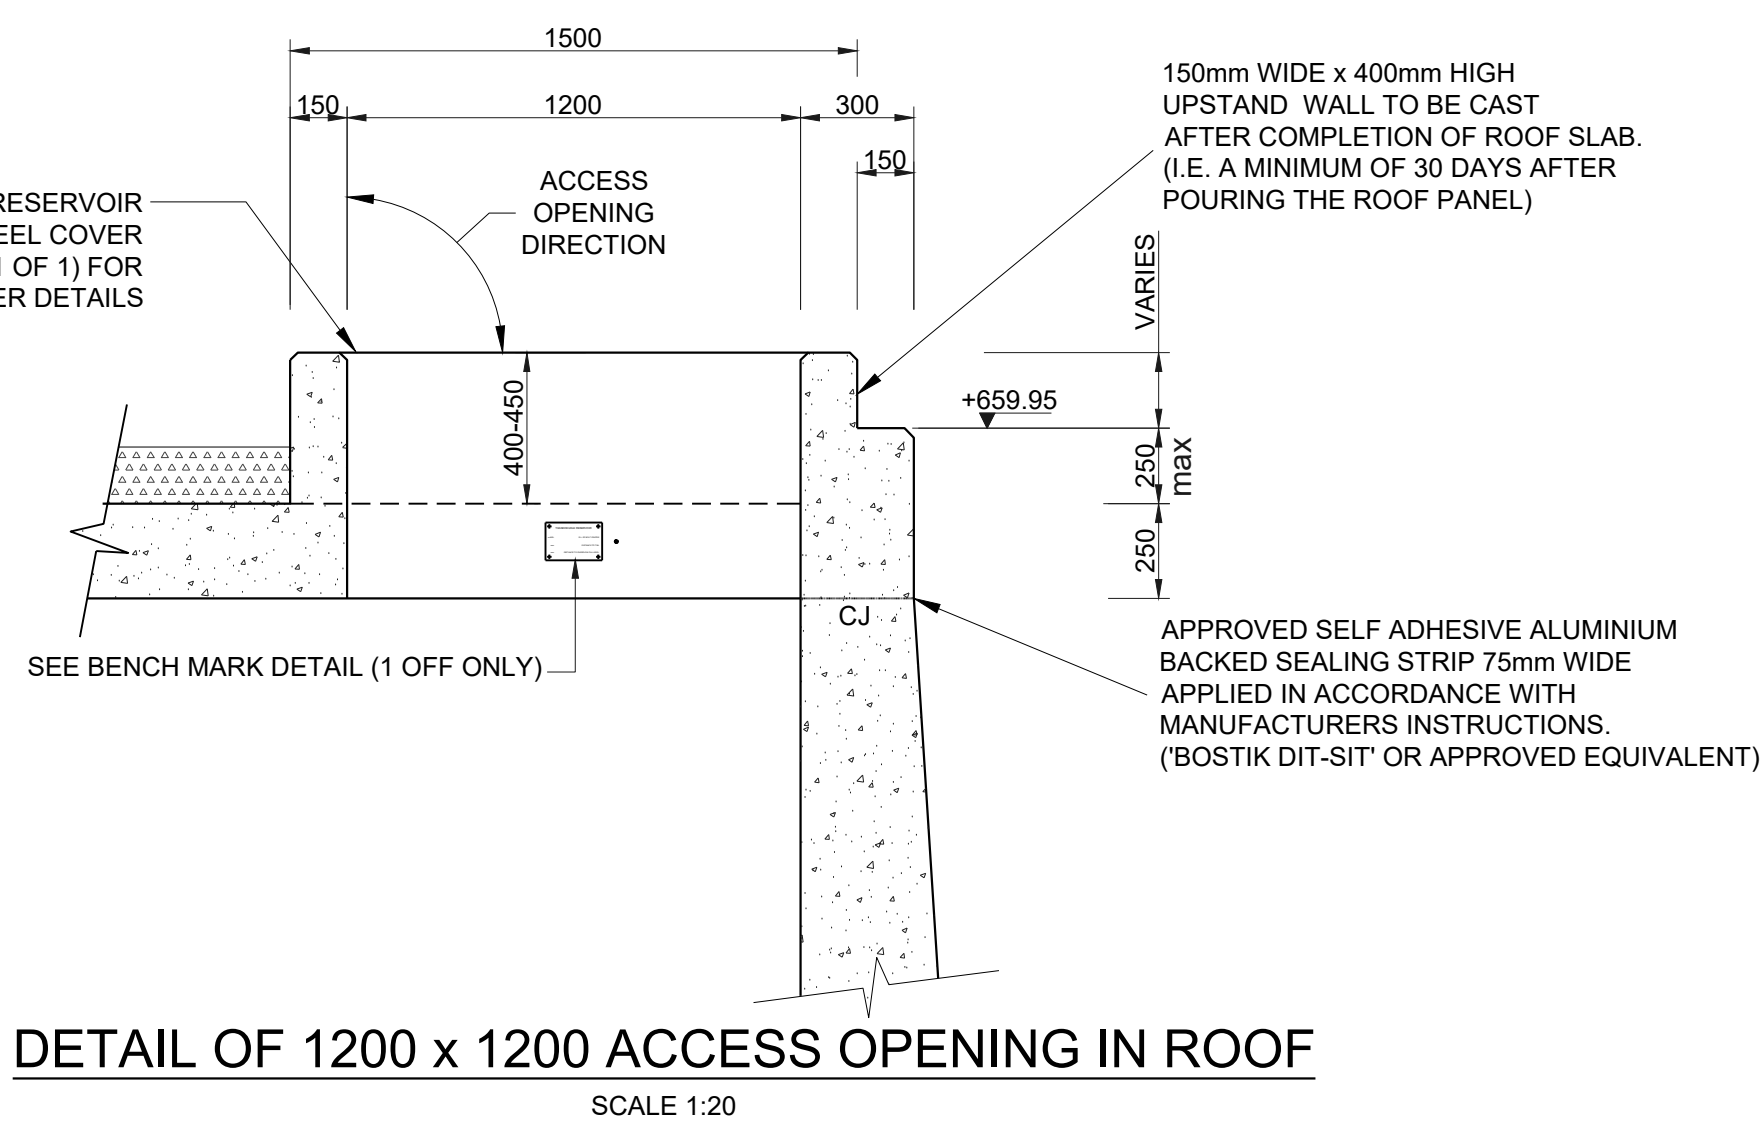 1500
150
1200
300
150
150mm WIDE x 400mm HIGH
UPSTAND WALL TO BE CAST
AFTER COMPLETION OF ROOF SLAB.
(I.E. A MINIMUM OF 30 DAYS AFTER
POURING THE ROOF PANEL)
RESERVOIR
EEL COVER
OF 1) FOR
ER DETAILS
ACCESS
OPENING
DIRECTION
VARIES
400-450
+659.95
250
max
250
CJ
SEE BENCH MARK DETAIL (1 OFF ONLY)
APPROVED SELF ADHESIVE ALUMINIUM
BACKED SEALING STRIP 75mm WIDE
APPLIED IN ACCORDANCE WITH
MANUFACTURERS INSTRUCTIONS.
('BOSTIK DIT-SIT' OR APPROVED EQUIVALENT)
DETAIL OF 1200 x 1200 ACCESS OPENING IN ROOF
SCALE 1:20